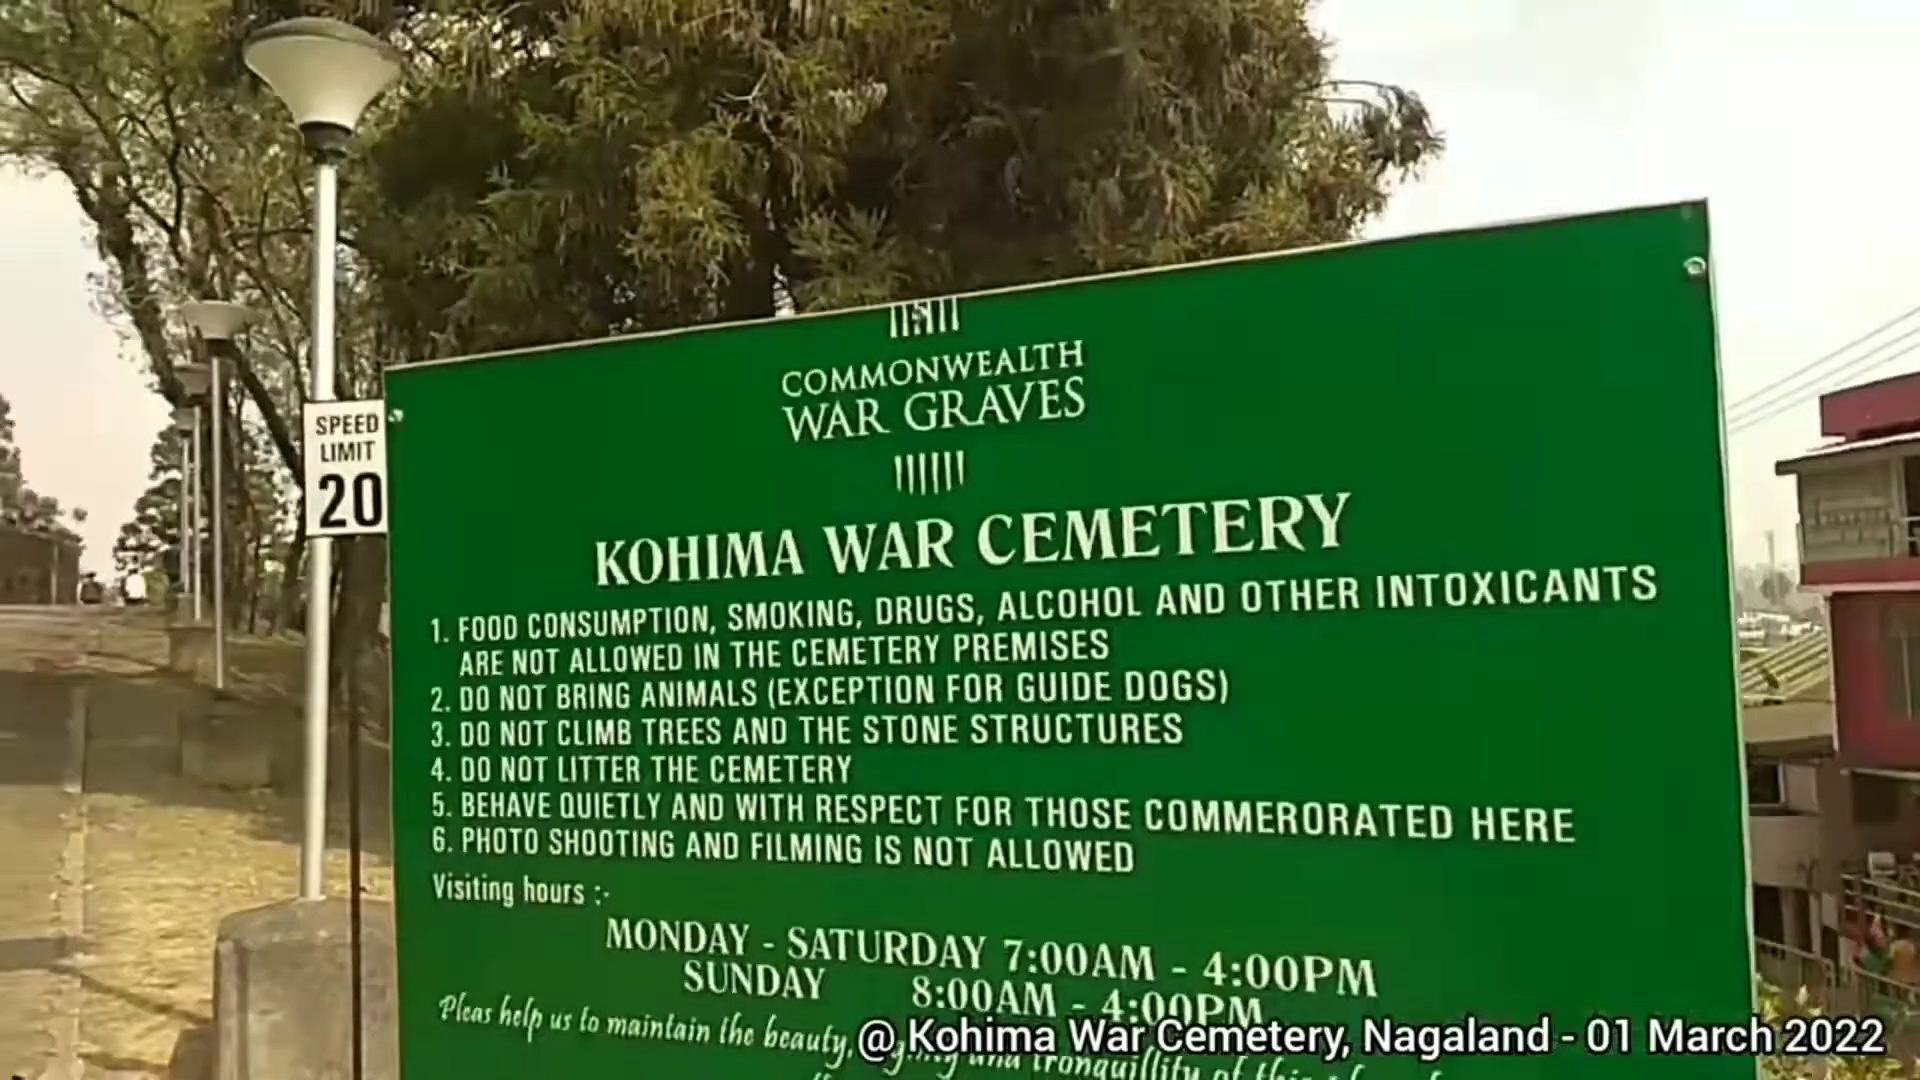 SPEED
LIMIT
20
COMMONWEALTH
WAR GRAVES
KOHIMA WAR CEMETERY
1. FOOD CONSUMPTION, SMOKING, DRUGS, ALCOHOL AND OTHER INTOXICANTS
ARE NOT ALLOWED IN THE CEMETERY PREMISES
2. DO NOT BRING ANIMALS (EXCEPTION FOR GUIDE DOGS)
3. DO NOT CLIMB TREES AND THE STONE STRUCTURES
4. DO NOT LITTER THE CEMETERY
5. BEHAVE QUIETLY AND WITH RESPECT FOR THOSE COMMERORATED HERE
6. PHOTO SHOOTING AND FILMING IS NOT ALLOWED
Visiting hours :-
MONDAY - SATURDAY 7:00AM - 4:00PM
SUNDAY 8:00AM - 4:00PM
Pleas help us to maintain the beauty, and tronquillity of this
@ Kohima War Cemetery, Nagaland - 01 March 2022